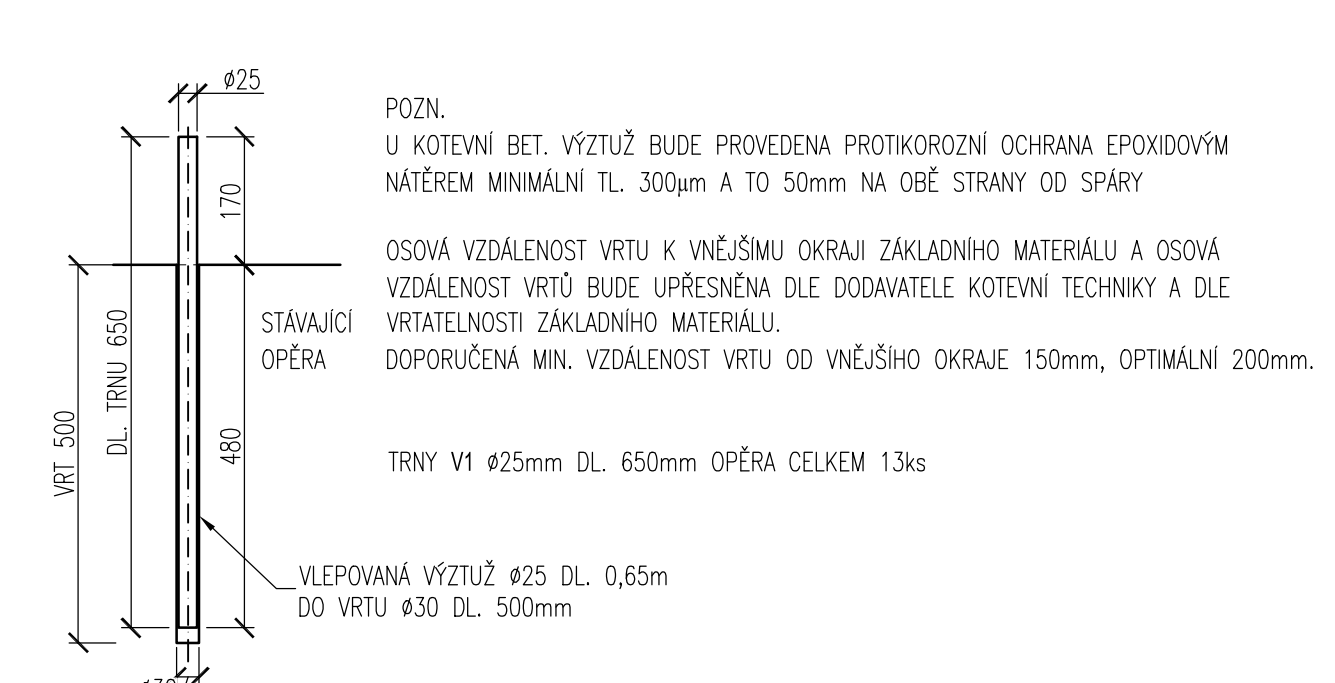 ø25
POZN.
U KOTEVNÍ BET. VÝZTUŽ BUDE PROVEDENA PROTIKOROZNÍ OCHRANA EPOXIDOVÝM
NÁTĚREM MINIMÁLNÍ TL. 300μm A TO 50mm NA OBĚ STRANY OD SPÁRY
170
OSOVÁ VZDÁLENOST VRTU K VNĚJŠÍMU OKRAJI ZÁKLADNÍHO MATERIÁLU A OSOVÁ
VZDÁLENOST VRTŮ BUDE UPŘESNĚNA DLE DODAVATELE KOTEVNÍ TECHNIKY A DLE
VRTATELNOSTI ZÁKLADNÍHO MATERIÁLU.
DOPORUČENÁ MIN. VZDÁLENOST VRTU OD VNĚJŠÍHO OKRAJE 150mm, OPTIMÁLNÍ 200mm.
STÁVAJÍCÍ
OPĚRA
DL. TRNU 650
VRT 500
480
TRNY V1 ø25mm DL. 650mm OPĚRA CELKEM 13ks
VLEPOVANÁ VÝZTUŽ ø25 DL. 0,65m
DO VRTU ø30 DL. 500mm